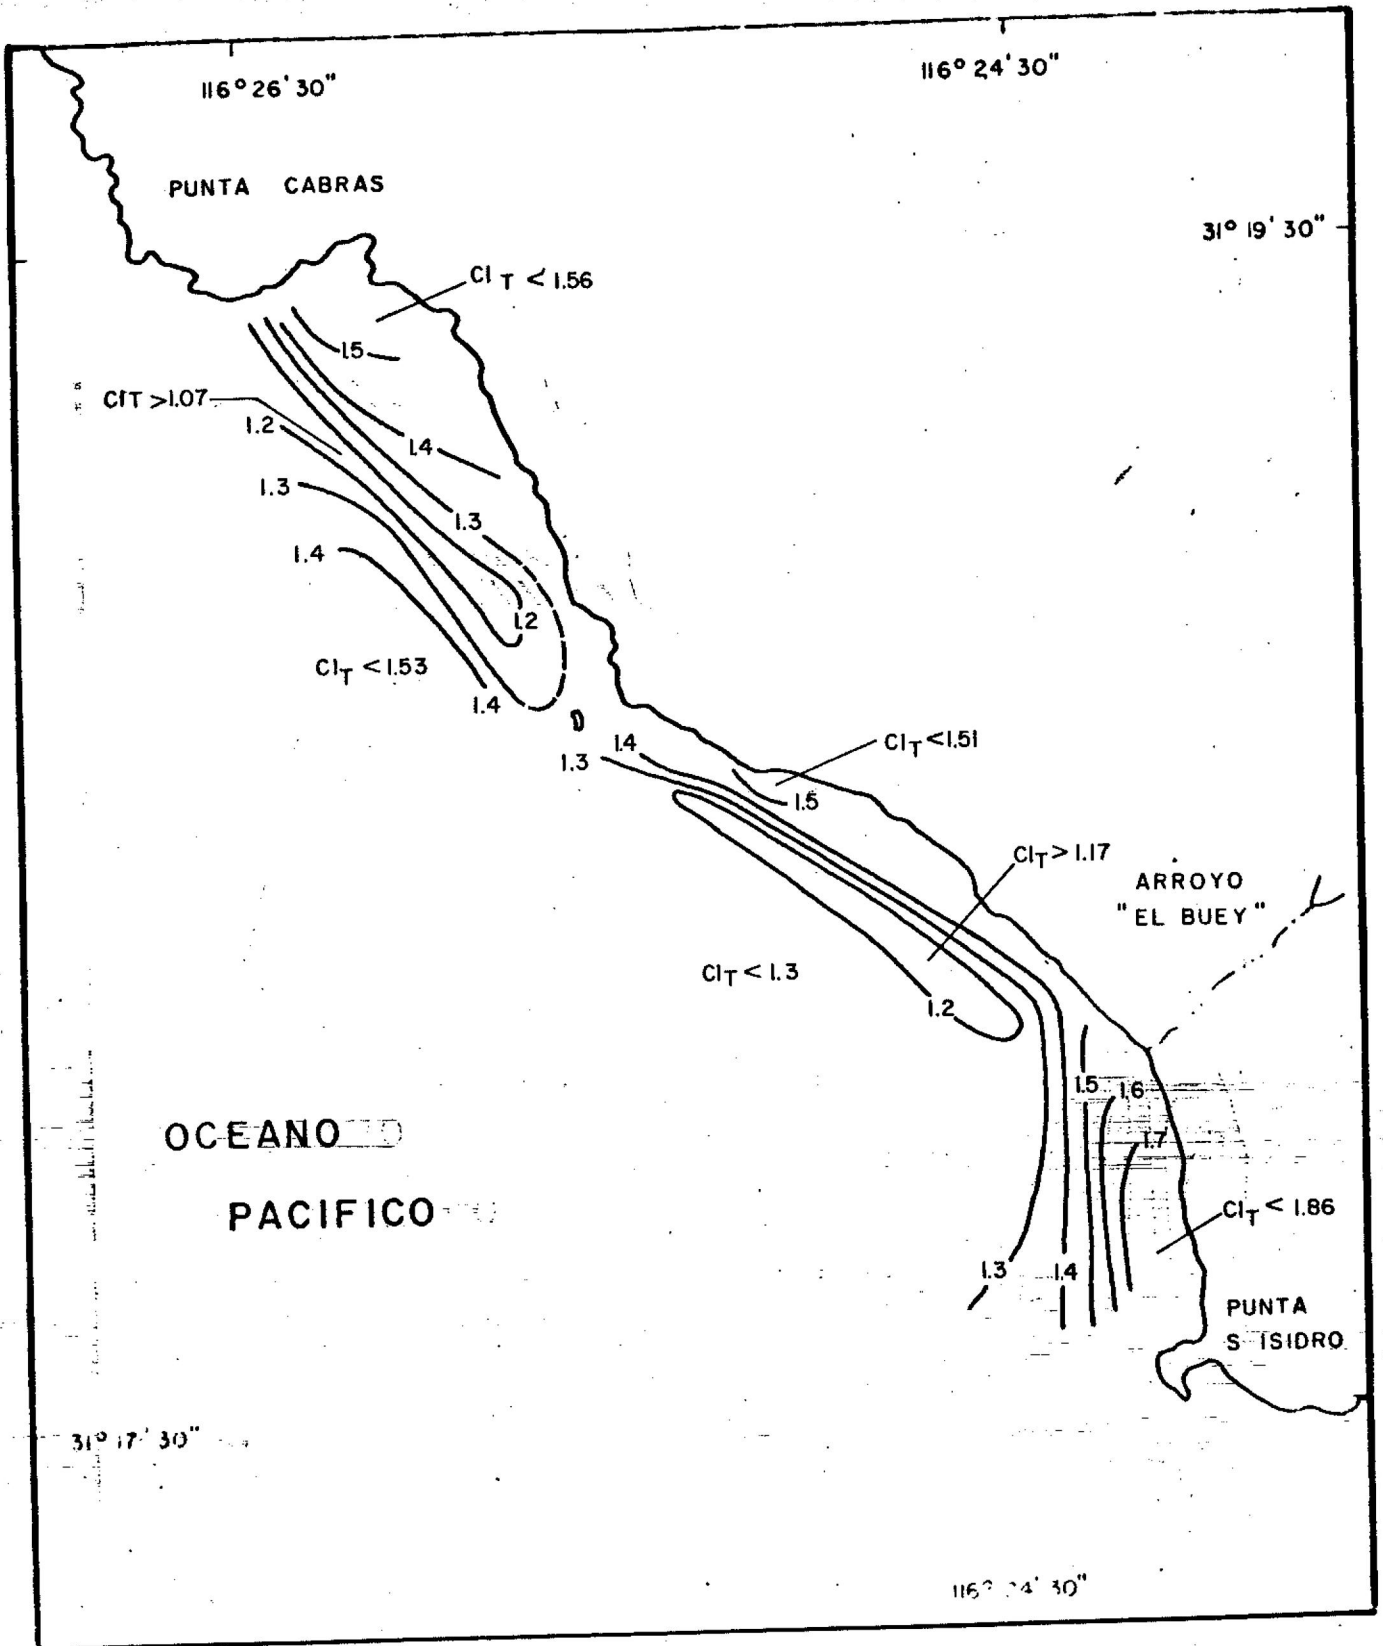 116° 26' 30"
116° 24' 30"
PUNTA CABRAS
31° 19' 30"
CIT < 1.56
1.5
CIT >1.07
1.2
1.4
1.3
1.3
1.4
1.2
CIT < 1.53
1.4
1.4
1.3
CIT < 1.51
1.5
CIT > 1.17
ARROYO
"EL BUEY"
CIT < 1.3
1.2
1.5
1.6
1.7
OCEANO
PACIFICO
CIT < 1.86
1.3
1.4
PUNTA
S ISIDRO
31° 17' 30"